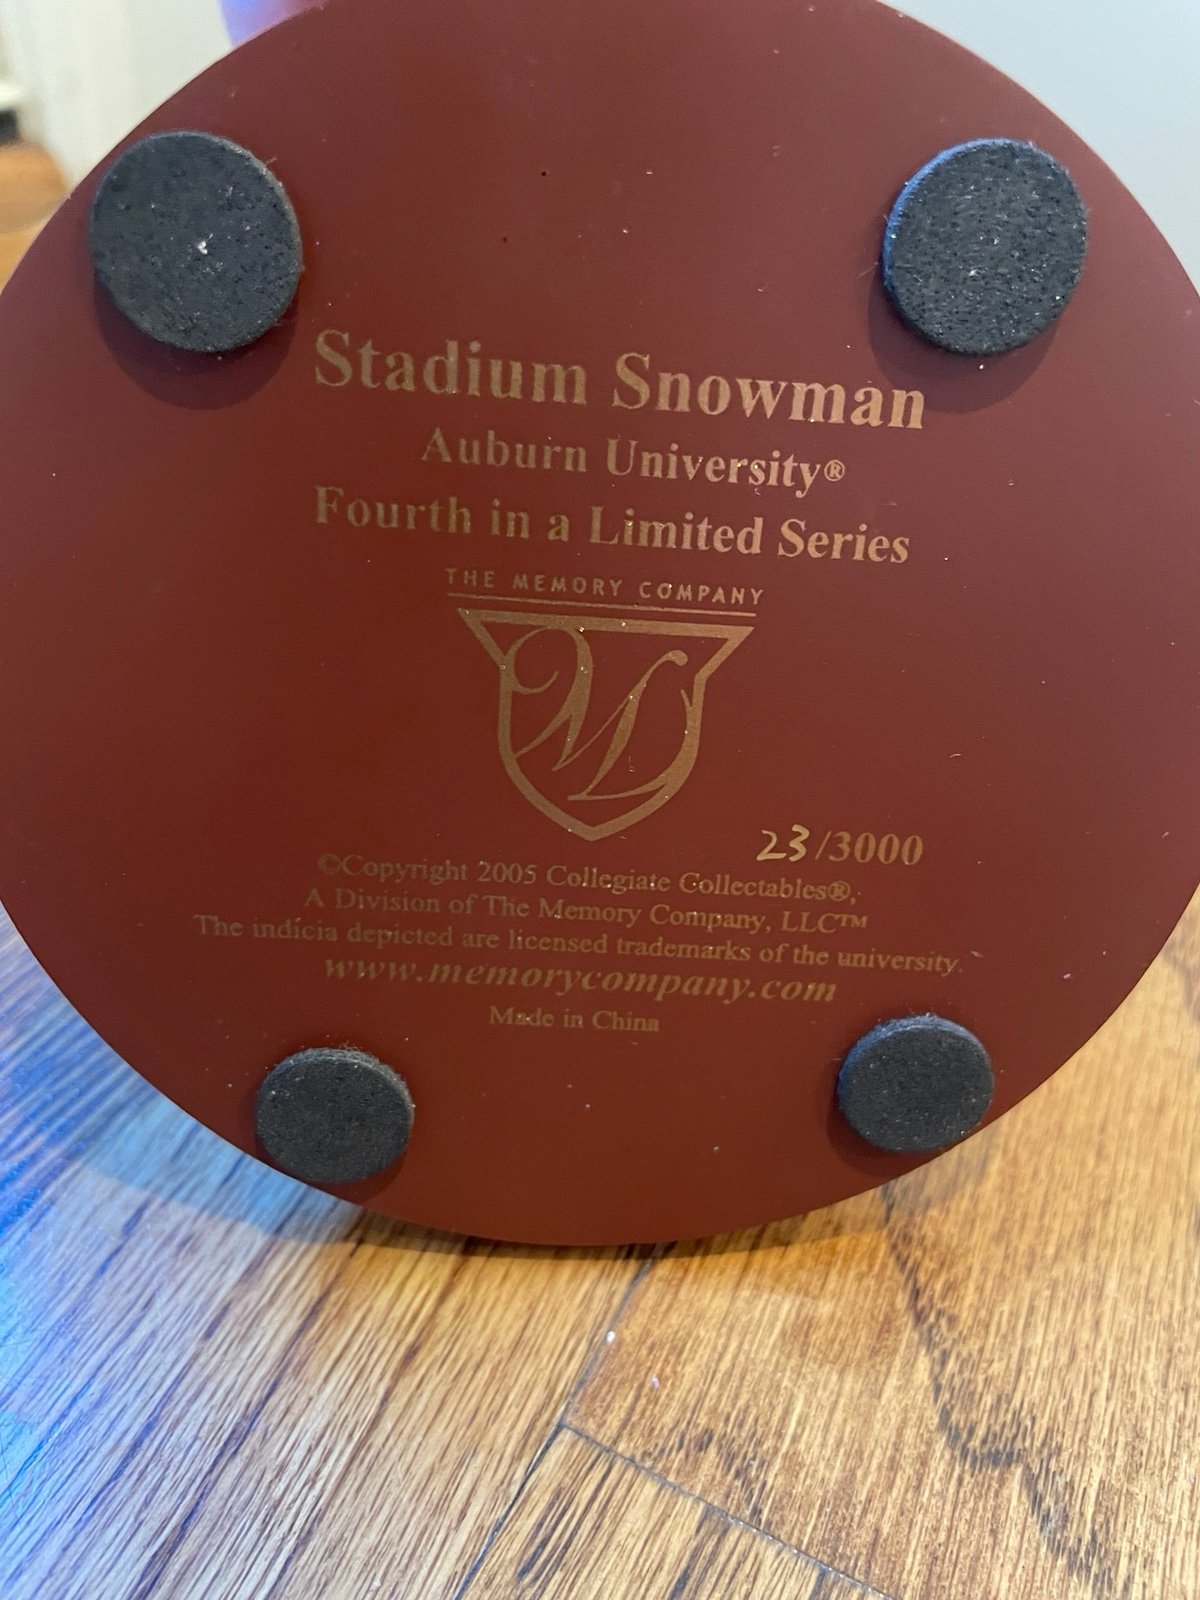 Stadium Snowman
Auburn University®
Fourth in a Limited Series
THE MEMORY COMPANY
M
23/3000
©Copyright 2005 Collegiate Collectables®,
A Division of The Memory Company, LLC™
The indicia depicted are licensed trademarks of the university.
www.memorycompany.com
Made in China